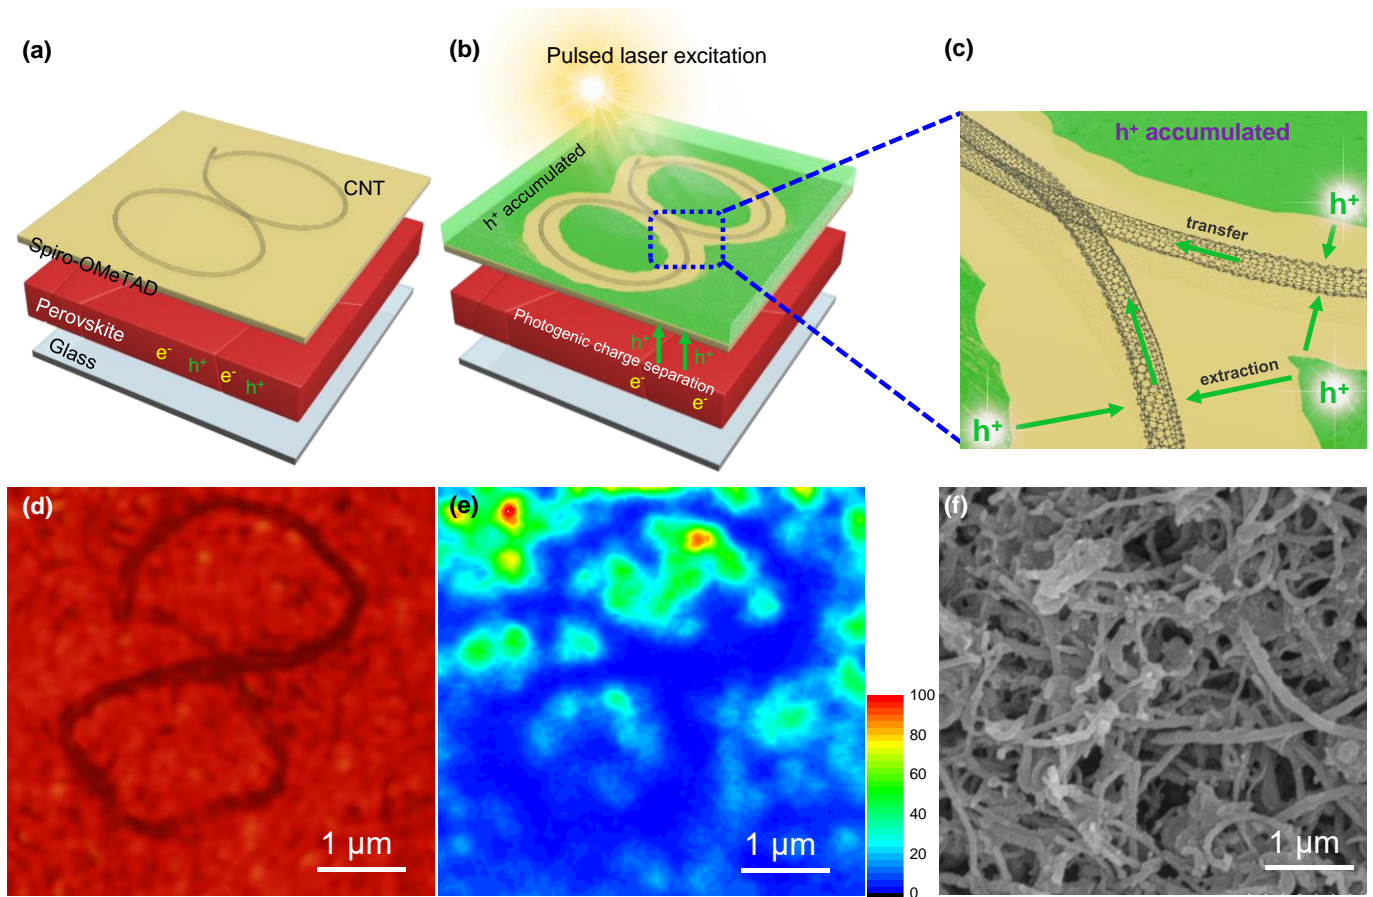 (a)
CNT
Spiro-OMeTAD
Perovskite
e⁻
h⁺
e⁻
h⁺
Glass
(b)
Pulsed laser excitation
h⁺ accumulated
h⁺
h⁺
Photogenic charge separation
e⁻
e⁻
(c)
h⁺ accumulated
h⁺
transfer
extraction
h⁺
h⁺
(d)
1 μm
(e)
1 μm
100
80
60
40
20
0
(f)
1 μm